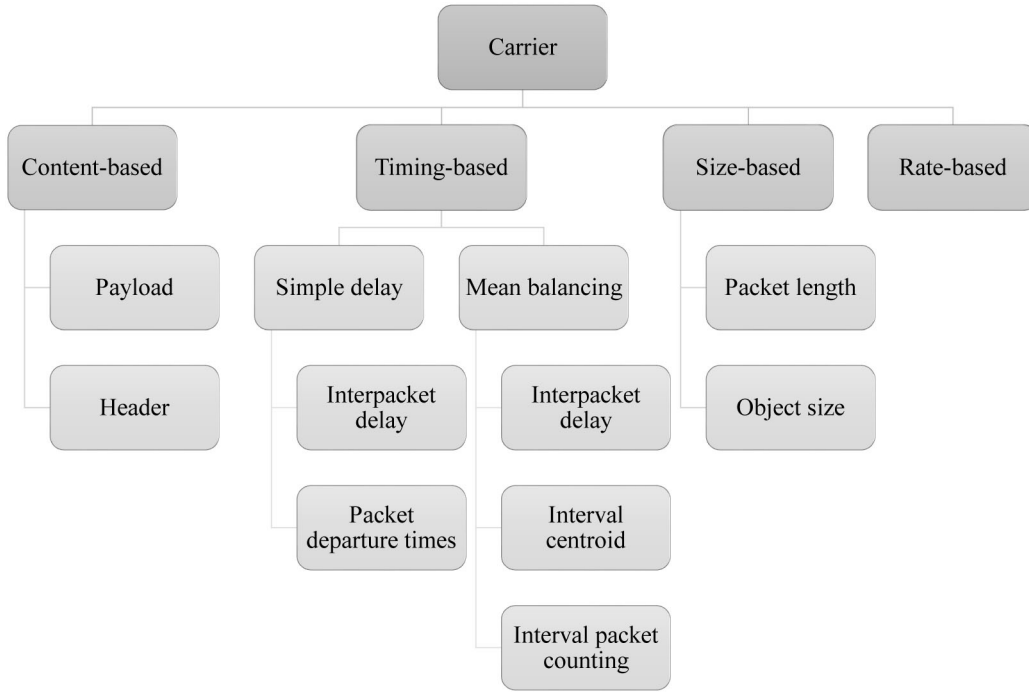 Carrier
Content-based
Timing-based
Size-based
Rate-based
Payload
Simple delay
Mean balancing
Packet length
Header
Interpacket
delay
Interpacket
delay
Object size
Packet
departure times
Interval
centroid
Interval packet
counting